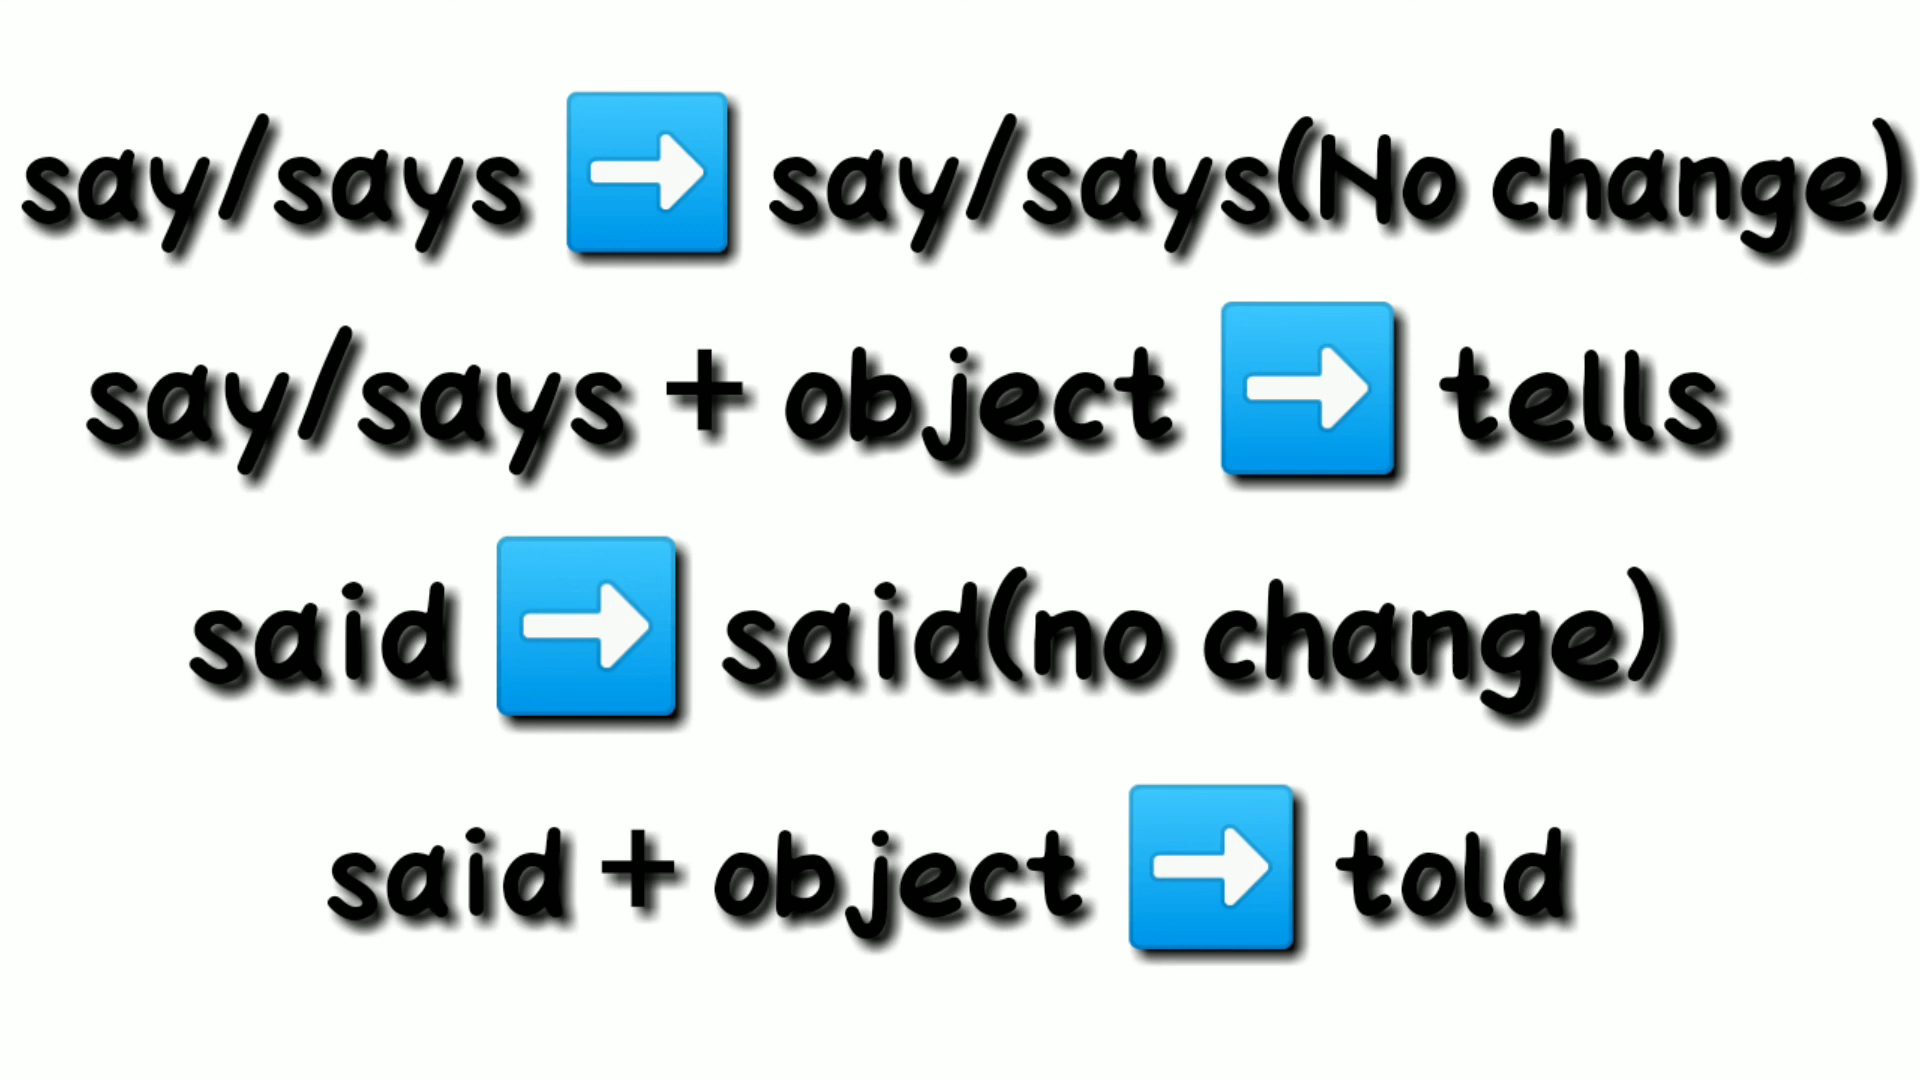 say/says ➡️ say/says(No change)
say/says + object ➡️ tells
said ➡️ said(no change)
said + object ➡️ told